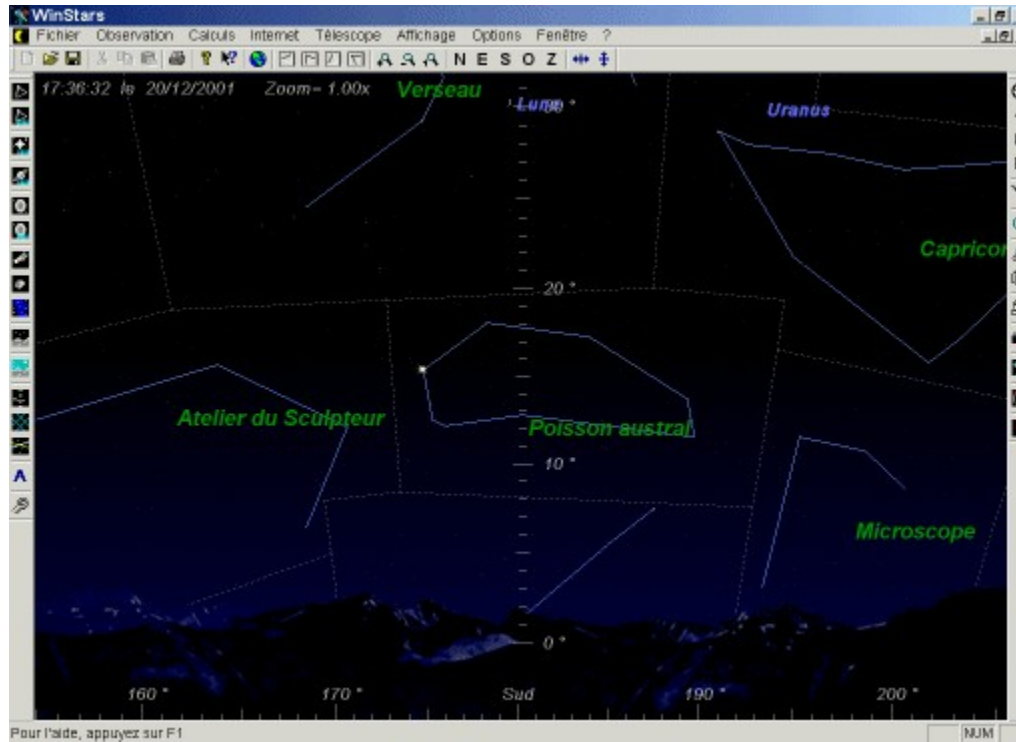 WinStars
Fichier Observation Calculs Internet Télescope Affichage Options Fenêtre ?
N E S O Z
17:36:32 le 20/12/2001 Zoom= 1.00x
Verseau
Lune
30 °
Uranus
Capricor
20 °
Atelier du Sculpteur
Poisson austral
10 °
Microscope
0 °
160 ° 170 ° Sud 190 ° 200 °
Pour l'aide, appuyez sur F1
NUM